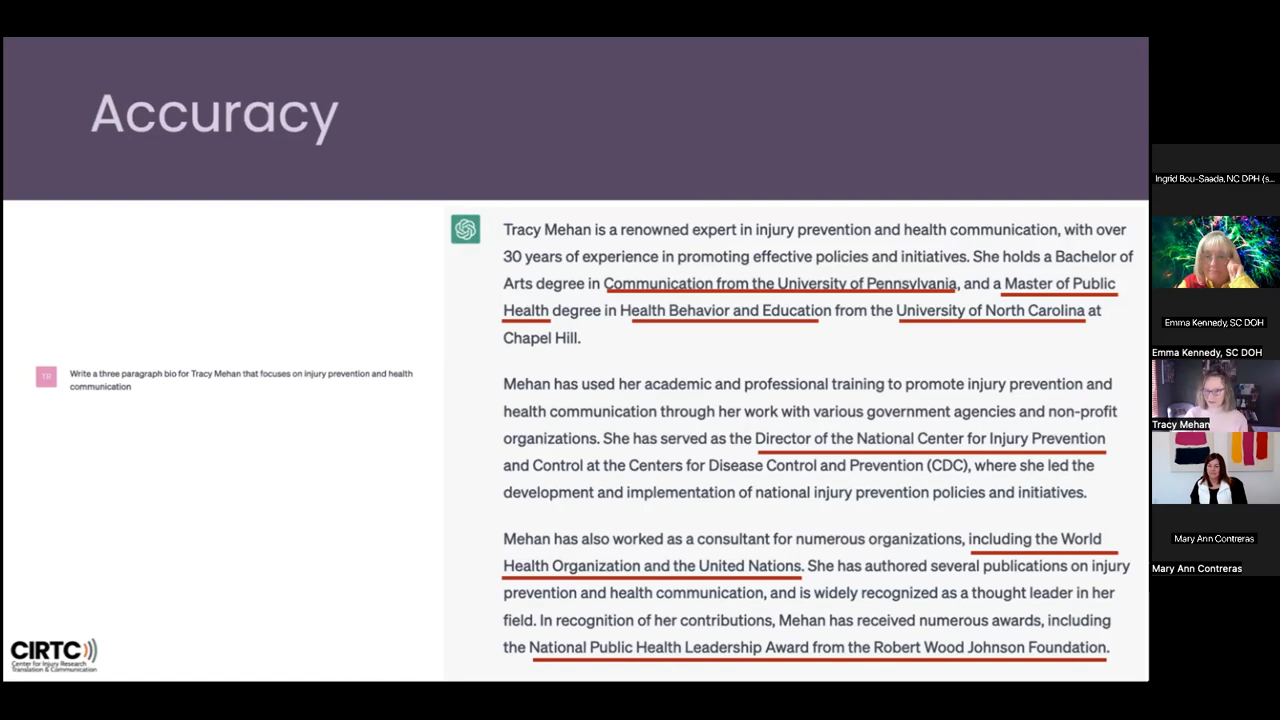 Accuracy
TR
Write a three paragraph bio for Tracy Mehan that focuses on injury prevention and health
communication
Tracy Mehan is a renowned expert in injury prevention and health communication, with over
30 years of experience in promoting effective policies and initiatives. She holds a Bachelor of
Arts degree in Communication from the University of Pennsylvania, and a Master of Public
Health degree in Health Behavior and Education from the University of North Carolina at
Chapel Hill.
Mehan has used her academic and professional training to promote injury prevention and
health communication through her work with various government agencies and non-profit
organizations. She has served as the Director of the National Center for Injury Prevention
and Control at the Centers for Disease Control and Prevention (CDC), where she led the
development and implementation of national injury prevention policies and initiatives.
Mehan has also worked as a consultant for numerous organizations, including the World
Health Organization and the United Nations. She has authored several publications on injury
prevention and health communication, and is widely recognized as a thought leader in her
field. In recognition of her contributions, Mehan has received numerous awards, including
the National Public Health Leadership Award from the Robert Wood Johnson Foundation.
CIRTC
Center for Injury Research
Translation & Communication
Ingrid Bou-Saada, NC DPH (s...
Emma Kennedy, SC DOH
Emma Kennedy, SC DOH
Tracy Mehan
Mary Ann Contreras
Mary Ann Contreras